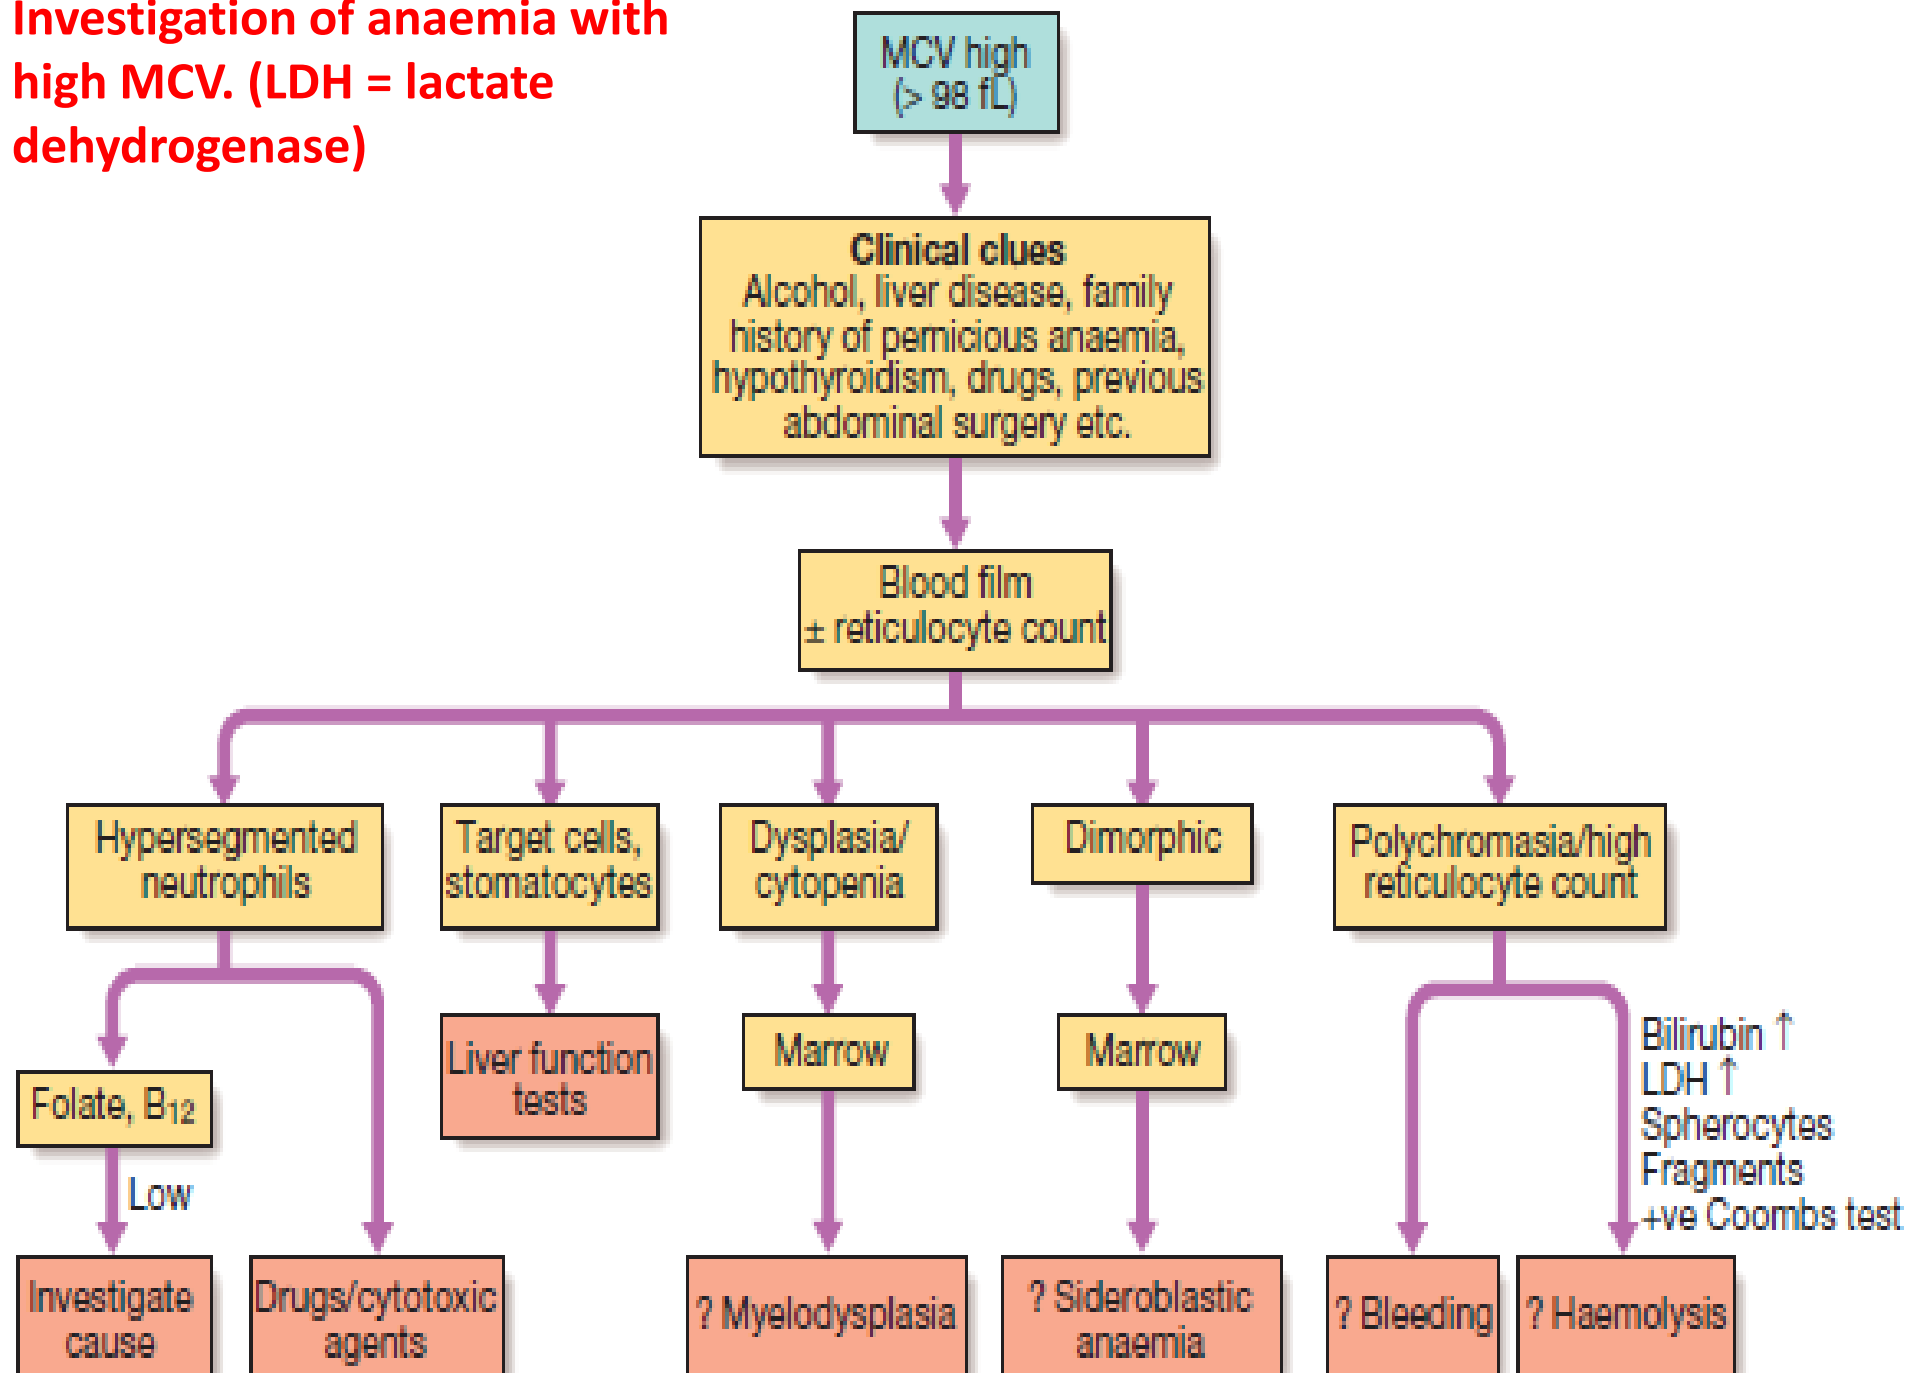 Investigation of anaemia with
high MCV. (LDH = lactate
dehydrogenase)
MCV high
(> 98 fL)
Clinical clues
Alcohol, liver disease, family
history of pernicious anaemia,
hypothyroidism, drugs, previous
abdominal surgery etc.
Blood film
± reticulocyte count
Hypersegmented
neutrophils
Target cells,
stomatocytes
Dysplasia/
cytopenia
Dimorphic
Polychromasia/high
reticulocyte count
Folate, B₁₂
Low
Liver function
tests
Marrow
Marrow
Bilirubin ↑
LDH ↑
Spherocytes
Fragments
+ve Coombs test
Investigate
cause
Drugs/cytotoxic
agents
? Myelodysplasia
? Sideroblastic
anaemia
? Bleeding
? Haemolysis